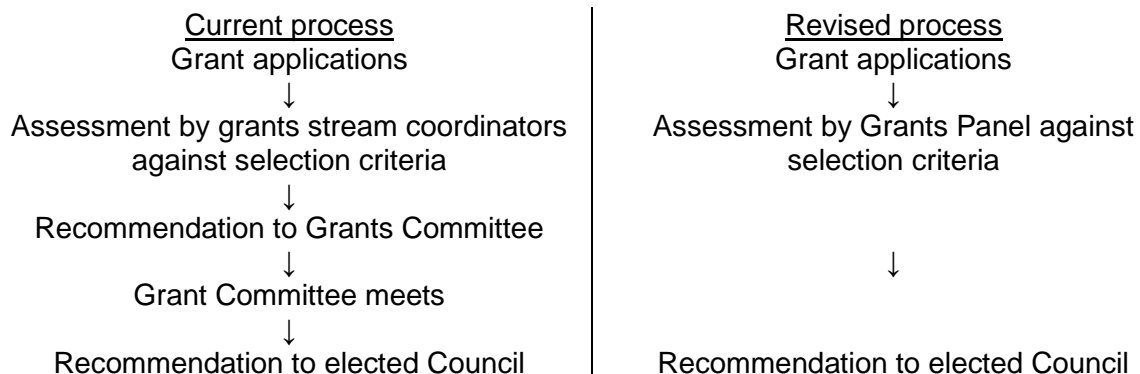 Current process
Grant applications
↓
Assessment by grants stream coordinators
against selection criteria
↓
Recommendation to Grants Committee
↓
Grant Committee meets
↓
Recommendation to elected Council
Revised process
Grant applications
↓
Assessment by Grants Panel against
selection criteria
↓
Recommendation to elected Council